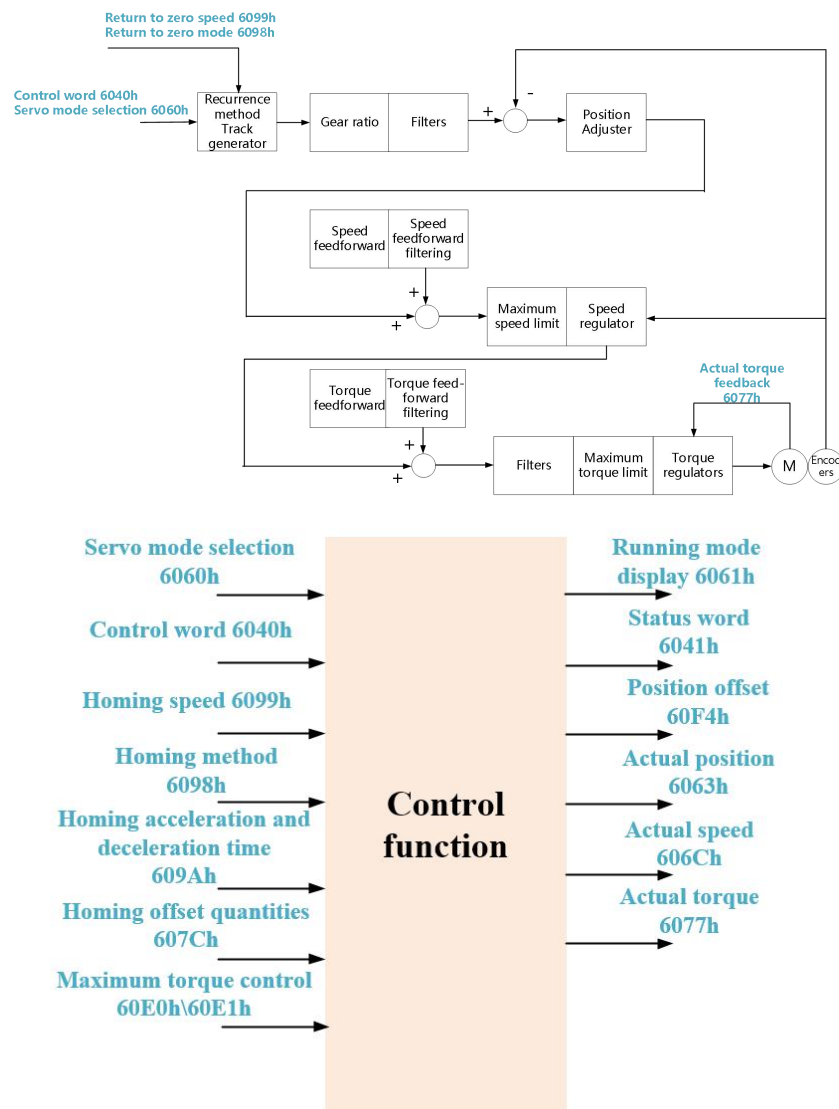 Return to zero speed 6099h
Return to zero mode 6098h
Control word 6040h
Servo mode selection 6060h
Recurrence
method
Track
generator
Gear ratio
Filters
+
-
Position
Adjuster
Speed
feedforward
Speed
feedforward
filtering
+
+
Maximum
speed limit
Speed
regulator
Torque
feedforward
Torque feed-
forward
filtering
+
+
Actual torque
feedback
6077h
Filters
Maximum
torque limit
Torque
regulators
M
Encod
ers
Servo mode selection
6060h
Control word 6040h
Homing speed 6099h
Homing method
6098h
Homing acceleration and
deceleration time
609Ah
Homing offset quantities
607Ch
Maximum torque control
60E0h\60E1h
Control
function
Running mode
display 6061h
Status word
6041h
Position offset
60F4h
Actual position
6063h
Actual speed
606Ch
Actual torque
6077h